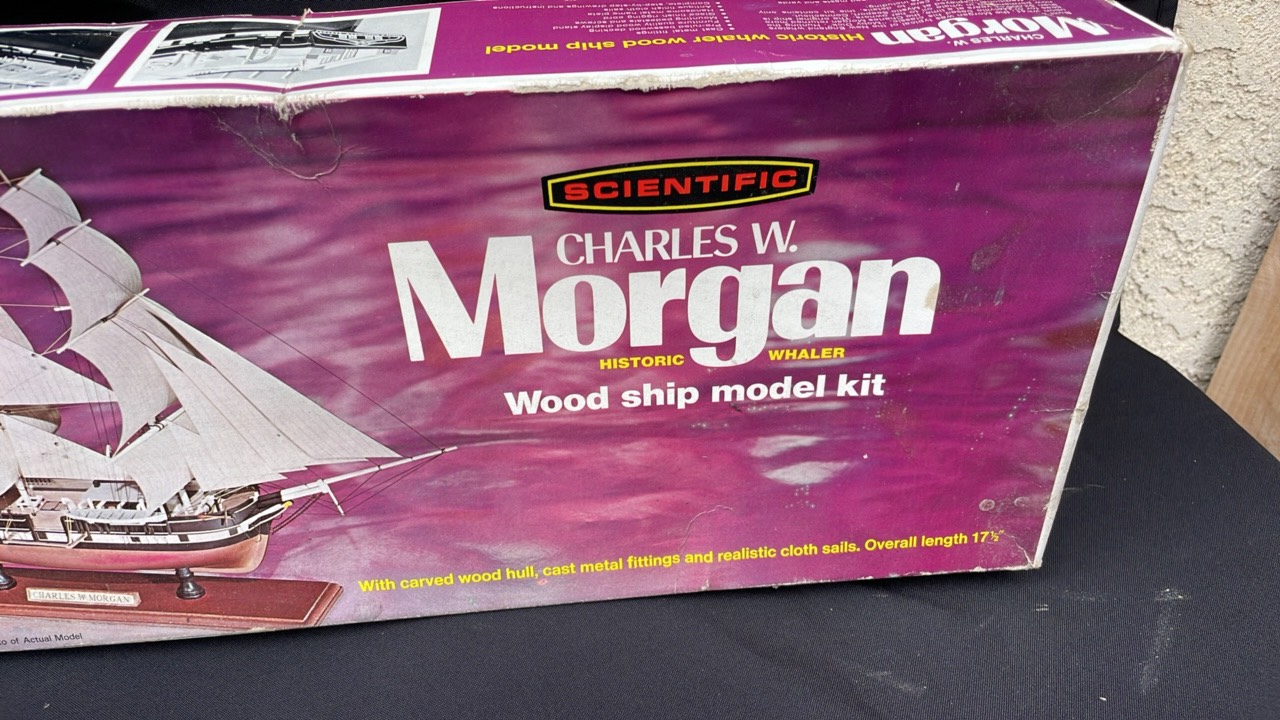 CHARLES W.
Morgan
Historic whaler wood ship model
SCIENTIFIC
CHARLES W.
Morgan
HISTORIC WHALER
Wood ship model kit
With carved wood hull, cast metal fittings and realistic cloth sails. Overall length 17½"
CHARLES W MORGAN
of Actual Model